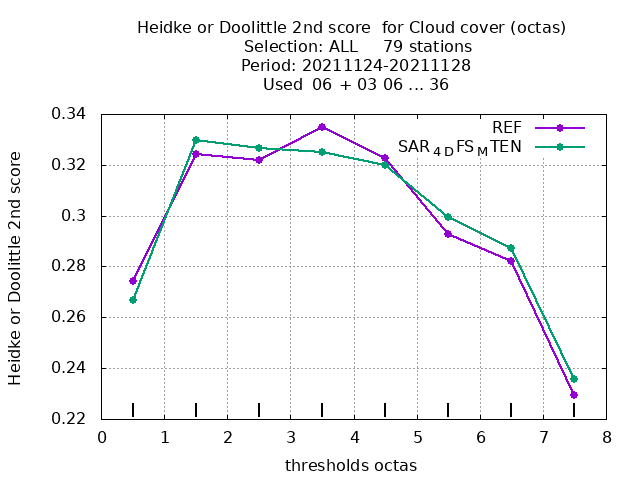 Heidke or Doolittle 2nd score for Cloud cover (octas)
Selection: ALL 79 stations
Period: 20211124-20211128
Used 06 + 03 06 ... 36
Heidke or Doolittle 2nd score
0.34
0.32
0.3
0.28
0.26
0.24
0.22
REF
SAR4DFSMTEN
0 1 2 3 4 5 6 7 8
thresholds octas